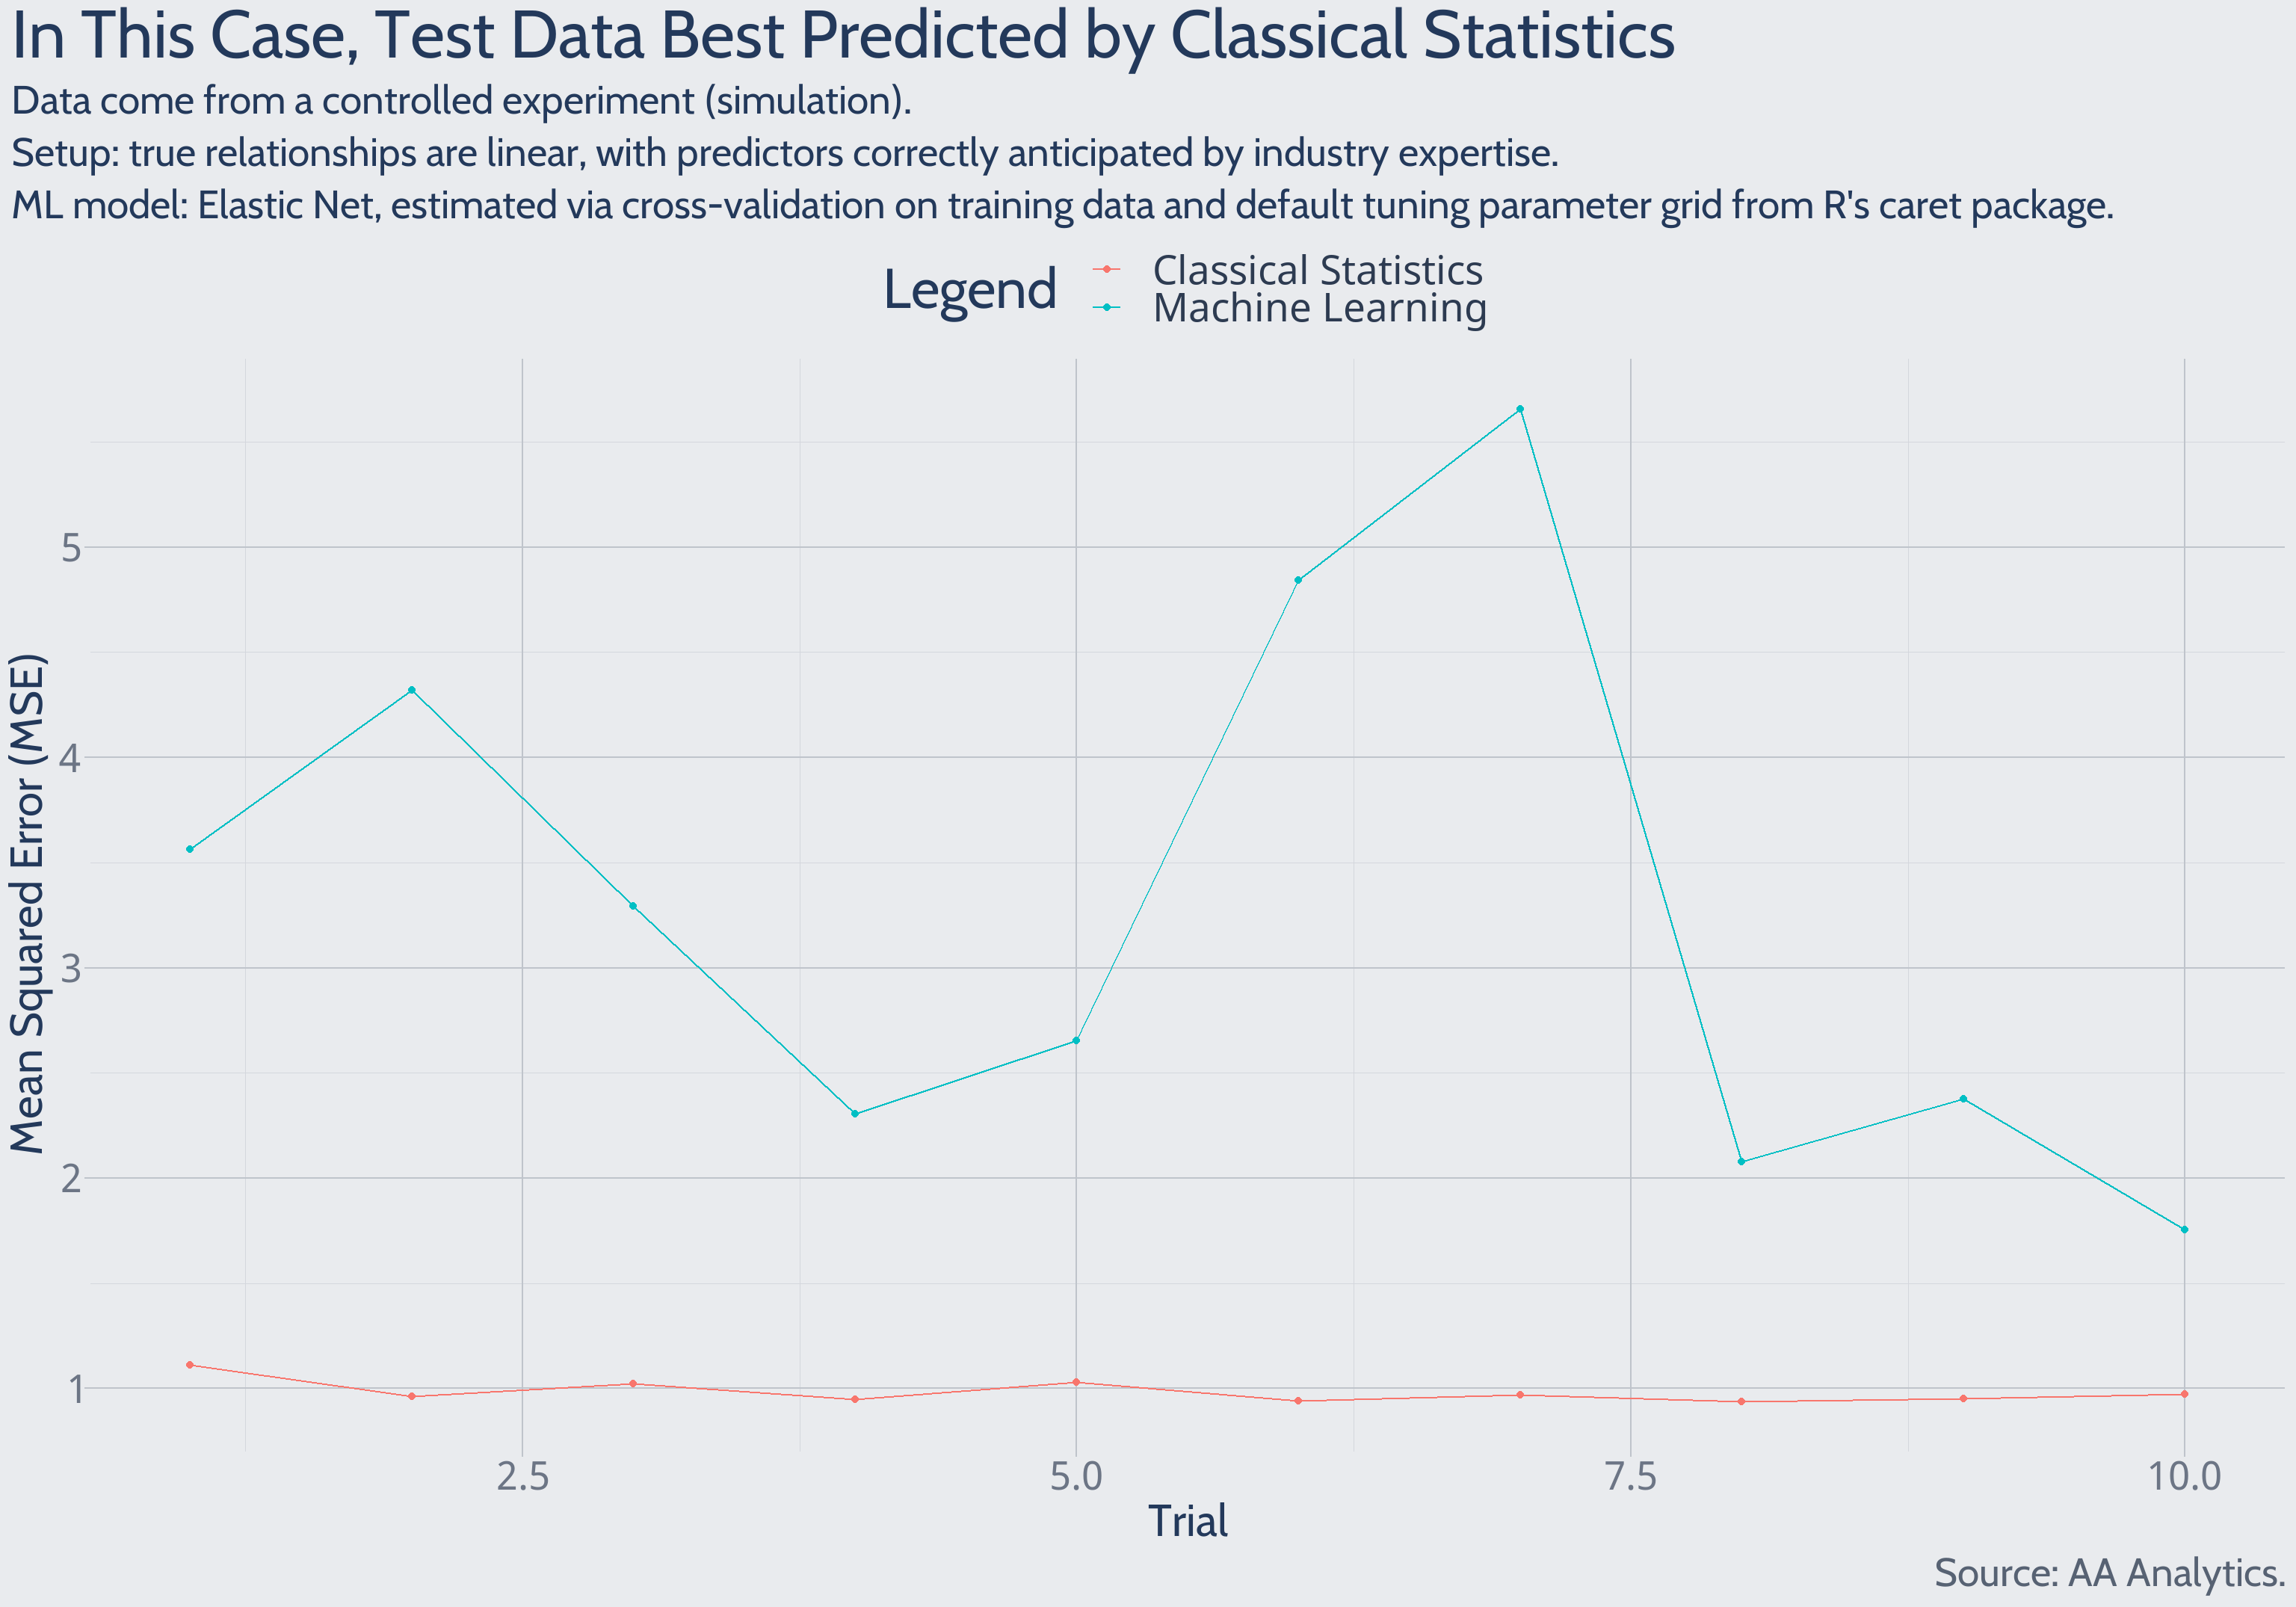 In This Case, Test Data Best Predicted by Classical Statistics
Data come from a controlled experiment (simulation).
Setup: true relationships are linear, with predictors correctly anticipated by industry expertise.
ML model: Elastic Net, estimated via cross-validation on training data and default tuning parameter grid from R's caret package.
Legend
Classical Statistics
Machine Learning
Mean Squared Error (MSE)
5
4
3
2
1
2.5
5.0
7.5
10.0
Trial
Source: AA Analytics.